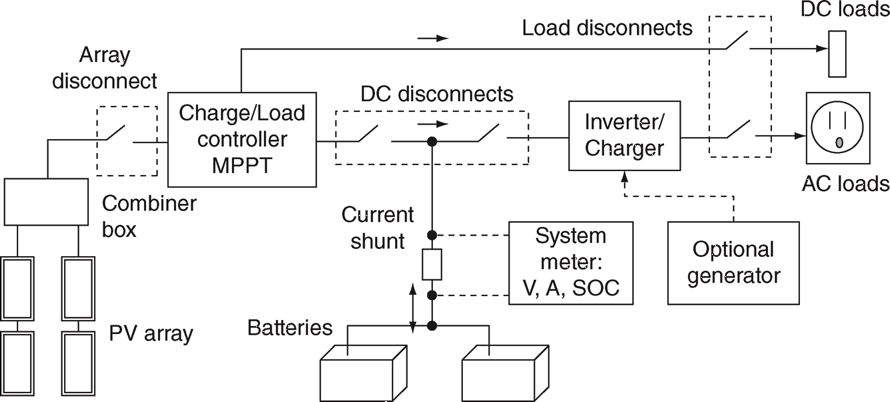 DC loads
Load disconnects
Array
disconnect
DC disconnects
Charge/Load
controller
MPPT
Inverter/
Charger
AC loads
Combiner
box
Current
shunt
System
meter:
V, A, SOC
Optional
generator
PV array
Batteries